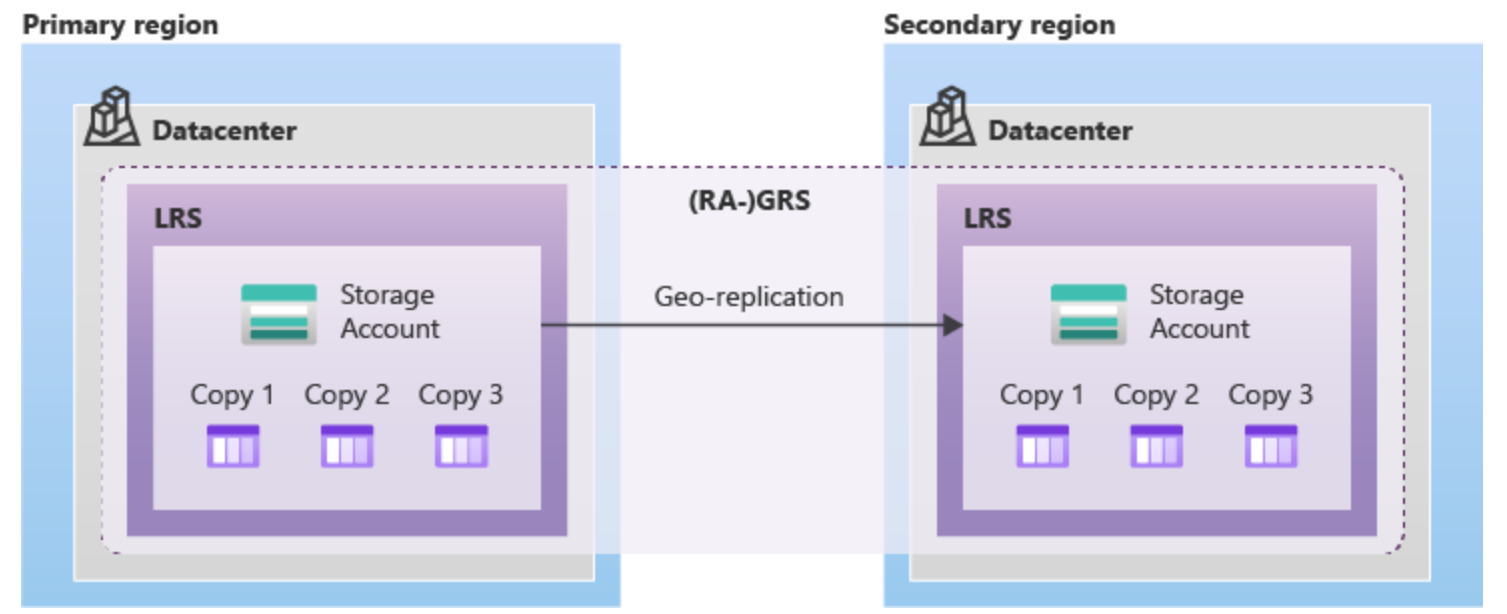 Primary region
Datacenter
LRS
Storage
Account
Copy 1 Copy 2 Copy 3
(RA-)GRS
Geo-replication
Secondary region
Datacenter
LRS
Storage
Account
Copy 1 Copy 2 Copy 3